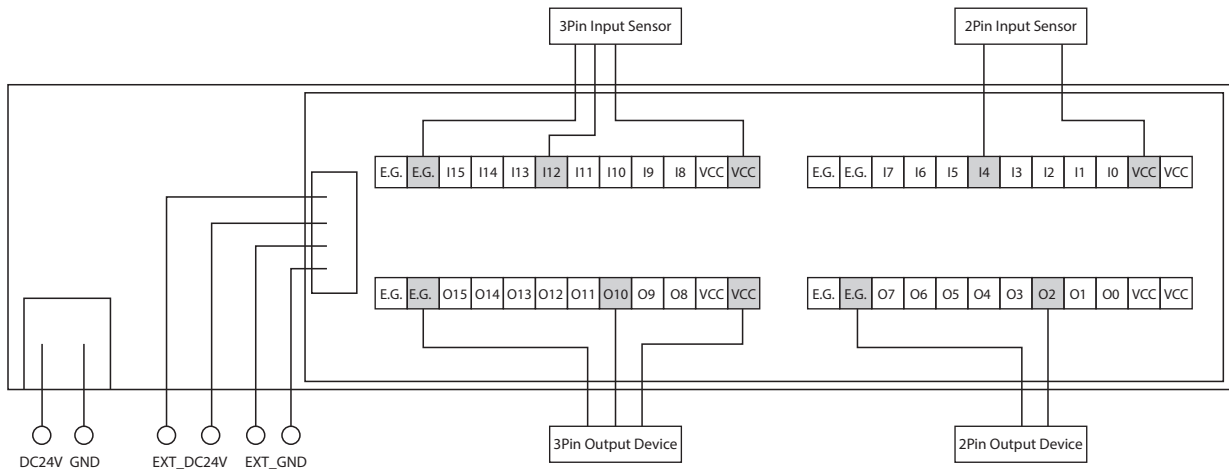 3Pin Input Sensor
2Pin Input Sensor
E.G. E.G. I15 I14 I13 I12 I11 I10 I9 I8 VCC VCC
E.G. E.G. I7 I6 I5 I4 I3 I2 I1 I0 VCC VCC
E.G. E.G. O15 O14 O13 O12 O11 O10 O9 O8 VCC VCC
E.G. E.G. O7 O6 O5 O4 O3 O2 O1 O0 VCC VCC
3Pin Output Device
2Pin Output Device
DC24V GND EXT_DC24V EXT_GND